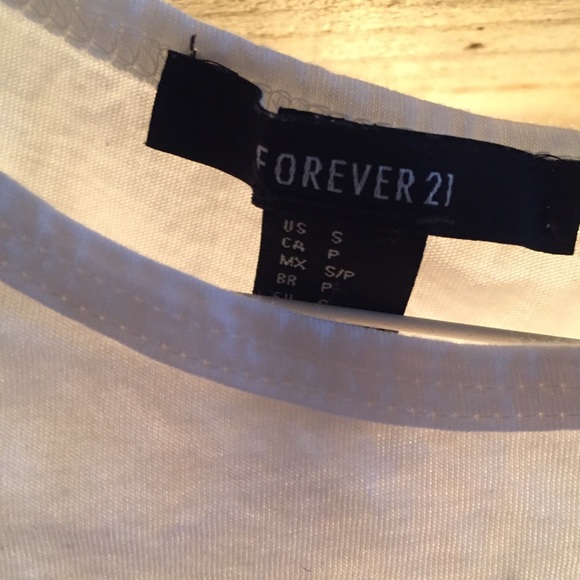 FOREVER 21
US S
CA P
MX S/P
BR P